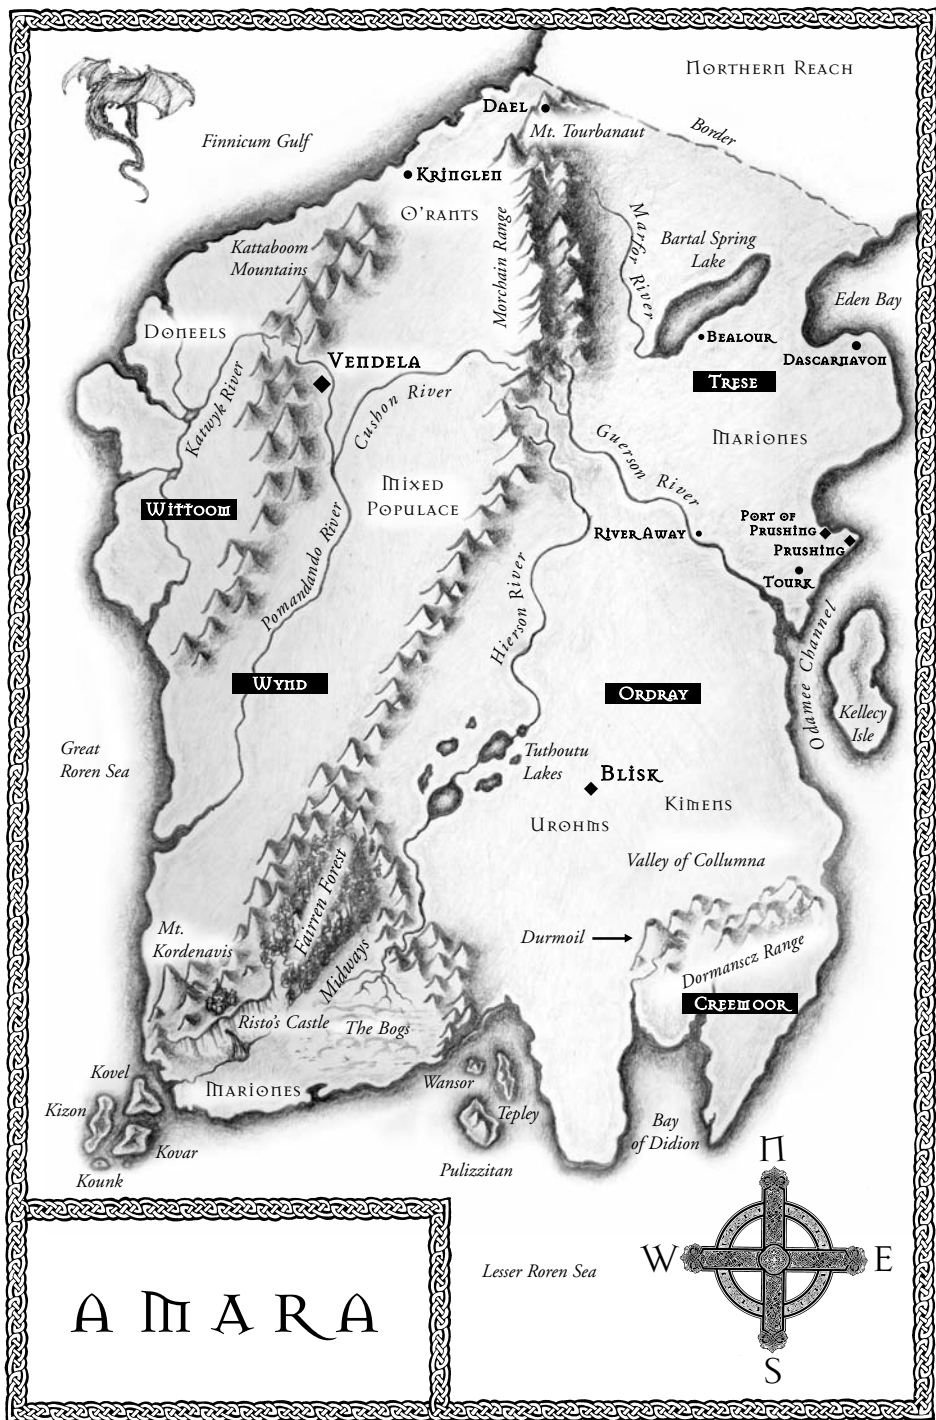 Northern Reach
Dael
Mt. Tourbanaut
Border
Finnicum Gulf
Kringlen
O'rants
Kattaboom
Mountains
Morchain Range
Marfor River
Bartal Spring
Lake
Eden Bay
Doneels
Vendela
Bealour
Dascarnavon
Trese
Katwyk River
Cushon River
Mariones
Guerson River
Mixed
Populace
Wittoom
Pomandando River
River Away
Port of
Prushing
Prushing
Tourk
Hierson River
Odamee Channel
Wynd
Ordray
Kellecy
Isle
Great
Roren Sea
Tuthoutu
Lakes
Blisk
Kimens
Urohms
Valley of Collumna
Fairren Forest
Mt.
Kordenavis
Midways
Durmoil
Dormanscz Range
Creemoor
Risto's Castle
The Bogs
Kovel
Mariones
Wansor
Kizon
Tepley
Bay
of Didion
Kovar
Kounk
Pulizzitan
N
W
E
S
Lesser Roren Sea
AMARA